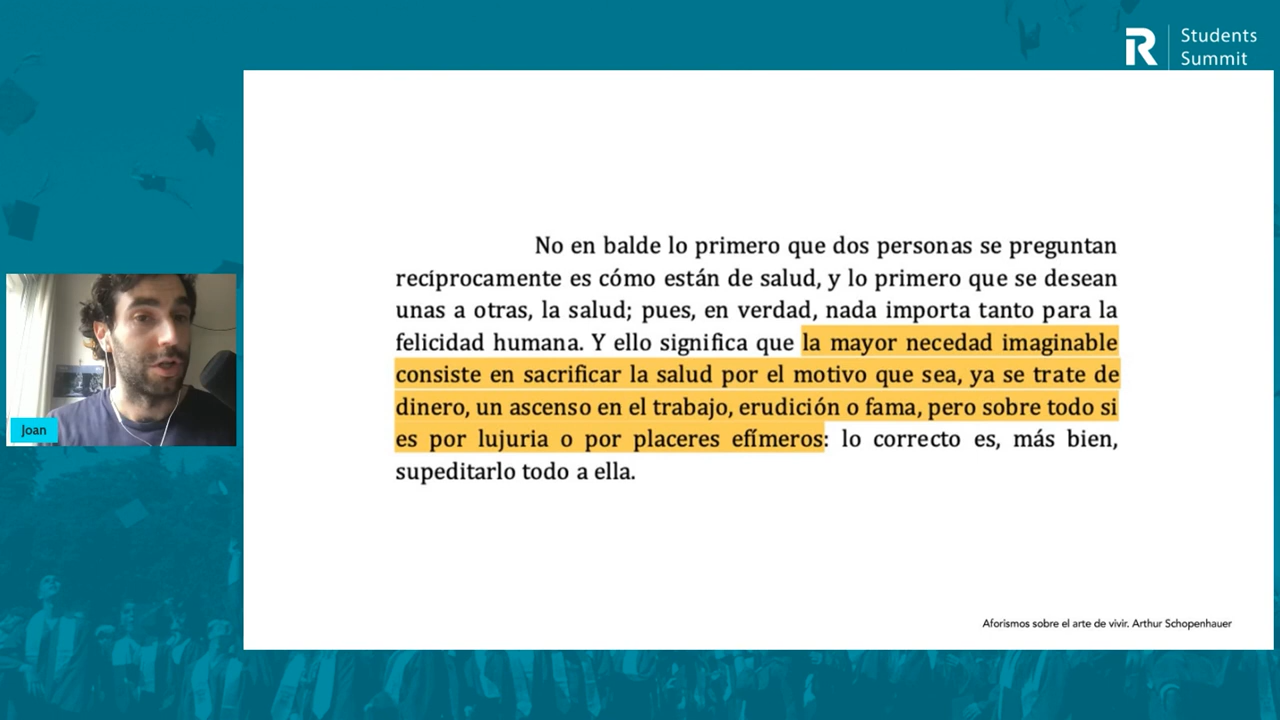 R
Students
Summit
No en balde lo primero que dos personas se preguntan
recíprocamente es cómo están de salud, y lo primero que se desean
unas a otras, la salud; pues, en verdad, nada importa tanto para la
felicidad humana. Y ello significa que la mayor necedad imaginable
consiste en sacrificar la salud por el motivo que sea, ya se trate de
dinero, un ascenso en el trabajo, erudición o fama, pero sobre todo si
es por lujuria o por placeres efímeros: lo correcto es, más bien,
supeditarlo todo a ella.
Joan
Aforismos sobre el arte de vivir. Arthur Schopenhauer